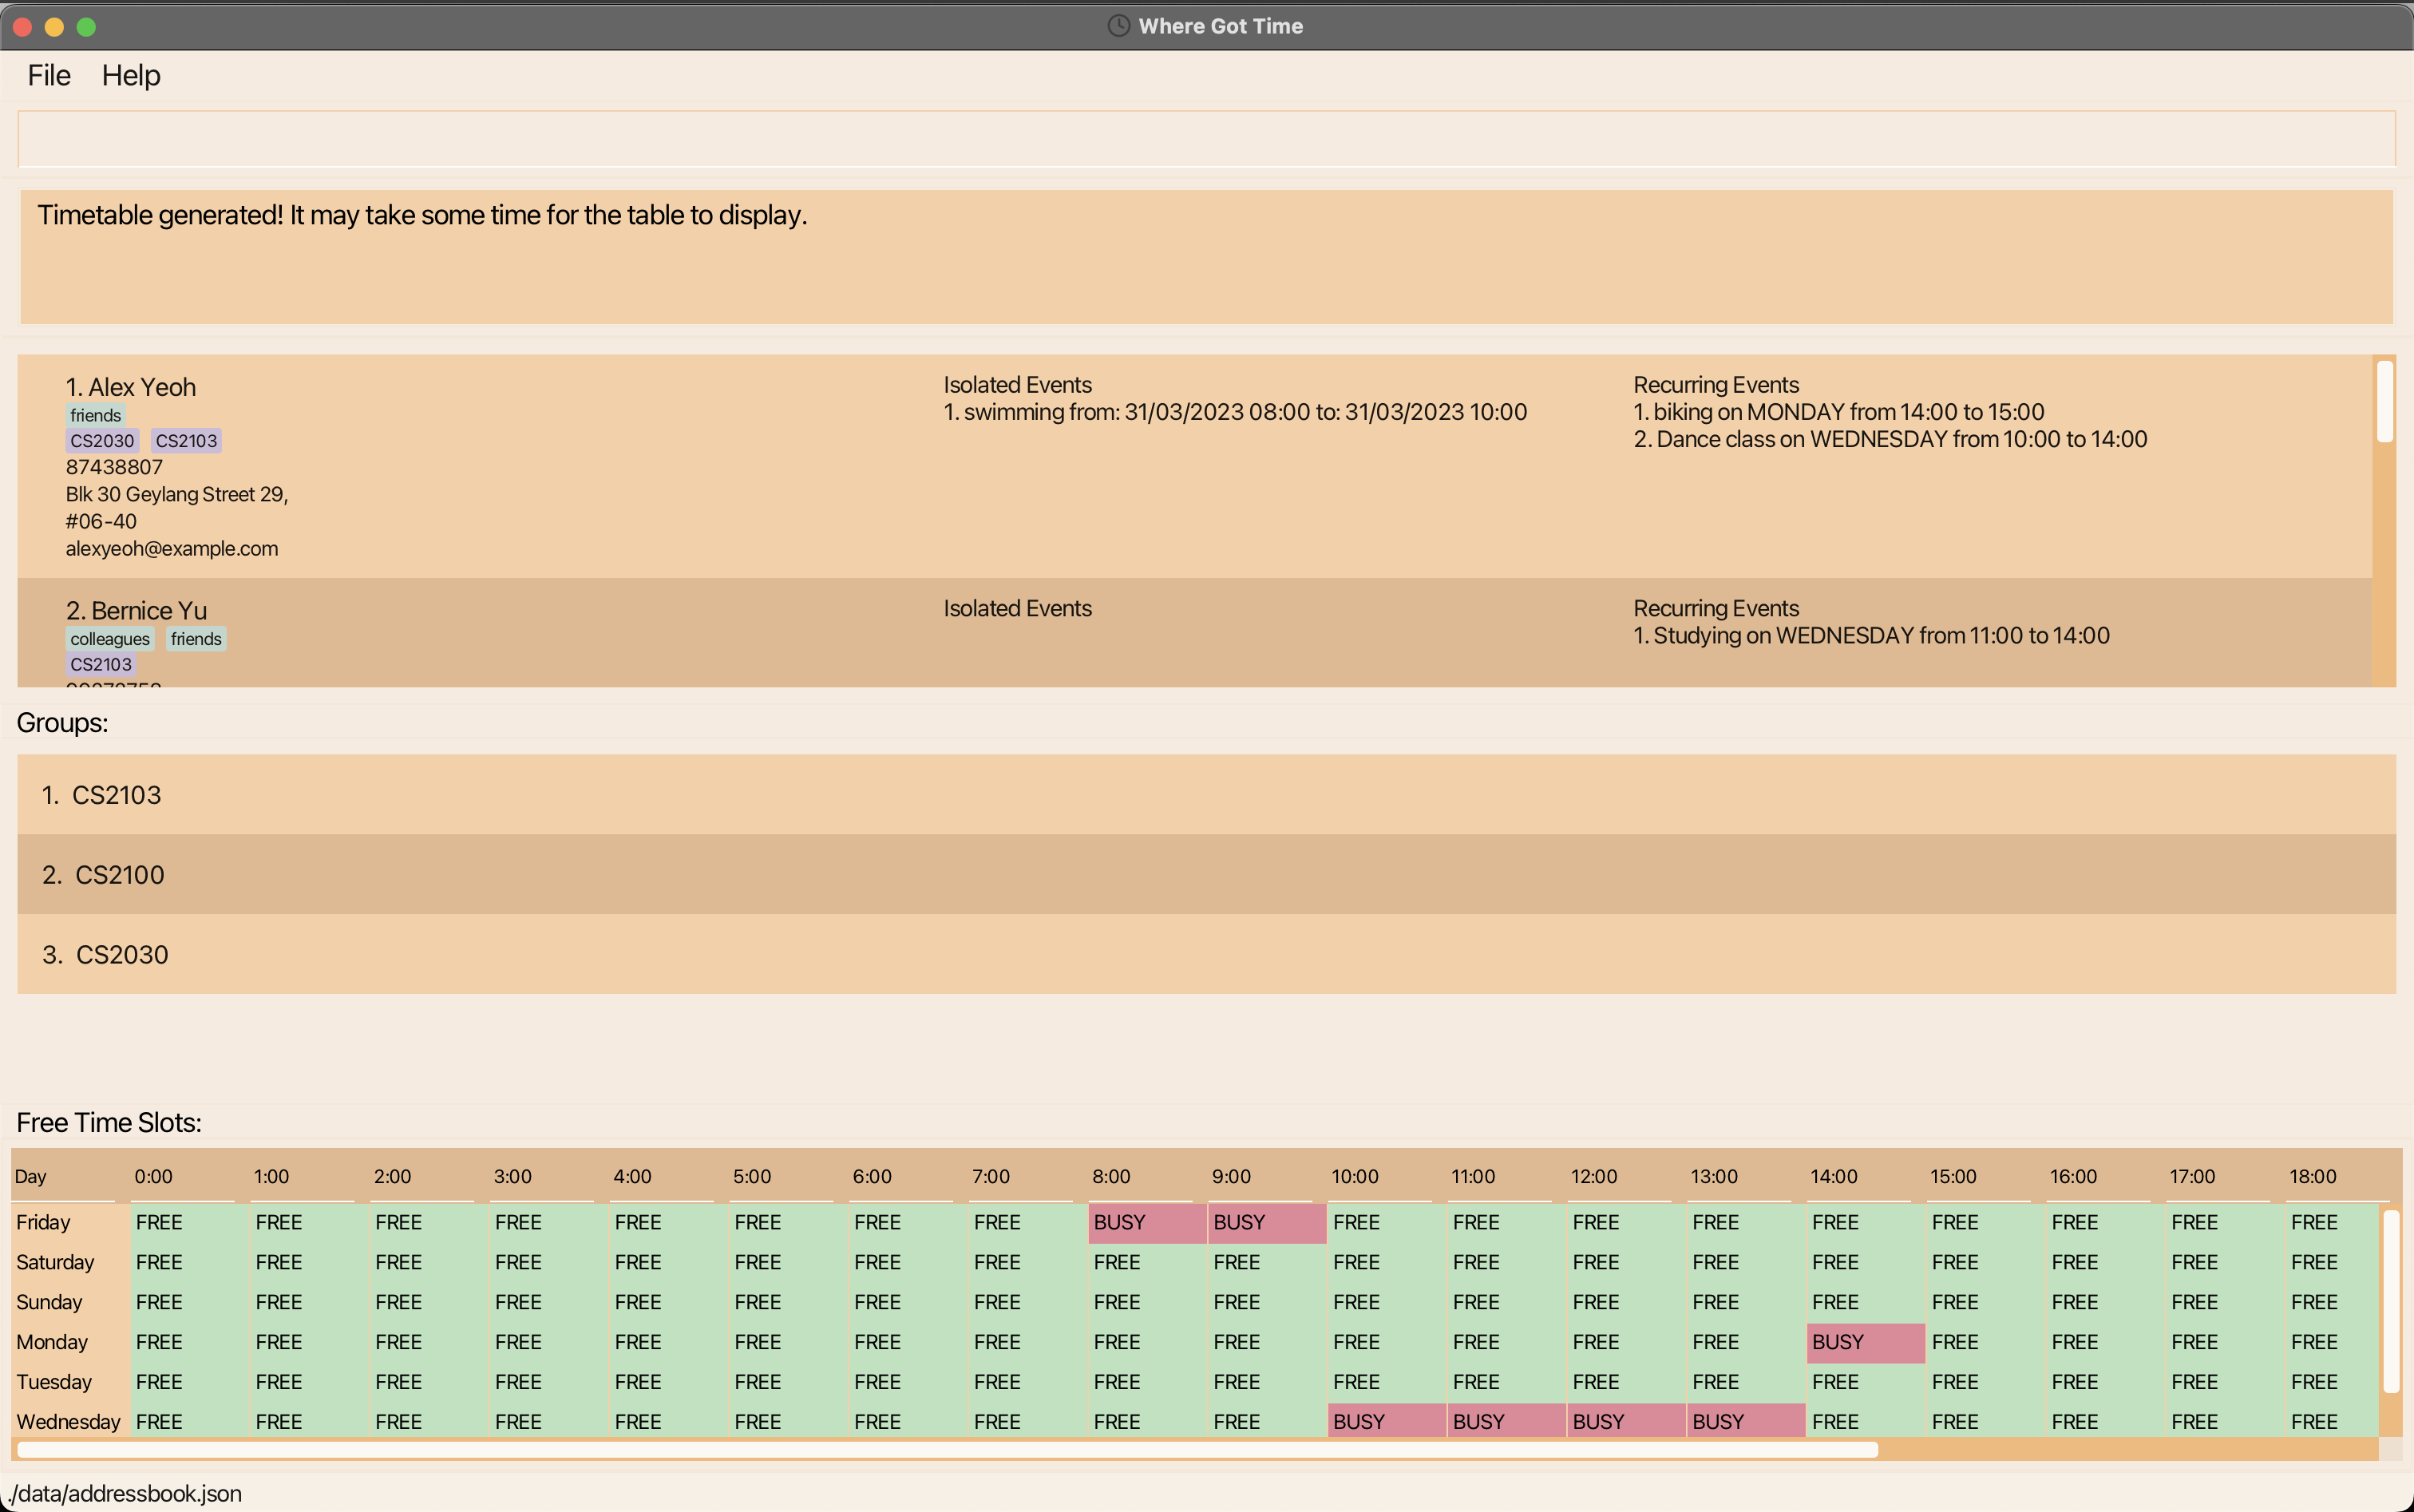 Where Got Time
File Help
Timetable generated! It may take some time for the table to display.
1. Alex Yeoh
friends
CS2030 CS2103
87438807
Blk 30 Geylang Street 29,
#06-40
alexyeoh@example.com
Isolated Events
1. swimming from: 31/03/2023 08:00 to: 31/03/2023 10:00
Recurring Events
1. biking on MONDAY from 14:00 to 15:00
2. Dance class on WEDNESDAY from 10:00 to 14:00
2. Bernice Yu
colleagues friends
CS2103
Isolated Events
Recurring Events
1. Studying on WEDNESDAY from 11:00 to 14:00
Groups:
1. CS2103
2. CS2100
3. CS2030
Free Time Slots:
Day 0:00 1:00 2:00 3:00 4:00 5:00 6:00 7:00 8:00 9:00 10:00 11:00 12:00 13:00 14:00 15:00 16:00 17:00 18:00
Friday FREE FREE FREE FREE FREE FREE FREE FREE BUSY BUSY FREE FREE FREE FREE FREE FREE FREE FREE FREE
Saturday FREE FREE FREE FREE FREE FREE FREE FREE FREE FREE FREE FREE FREE FREE FREE FREE FREE FREE FREE
Sunday FREE FREE FREE FREE FREE FREE FREE FREE FREE FREE FREE FREE FREE FREE FREE FREE FREE FREE FREE
Monday FREE FREE FREE FREE FREE FREE FREE FREE FREE FREE FREE FREE FREE FREE BUSY FREE FREE FREE FREE
Tuesday FREE FREE FREE FREE FREE FREE FREE FREE FREE FREE FREE FREE FREE FREE FREE FREE FREE FREE FREE
Wednesday FREE FREE FREE FREE FREE FREE FREE FREE FREE FREE BUSY BUSY BUSY BUSY FREE FREE FREE FREE FREE
./data/addressbook.json